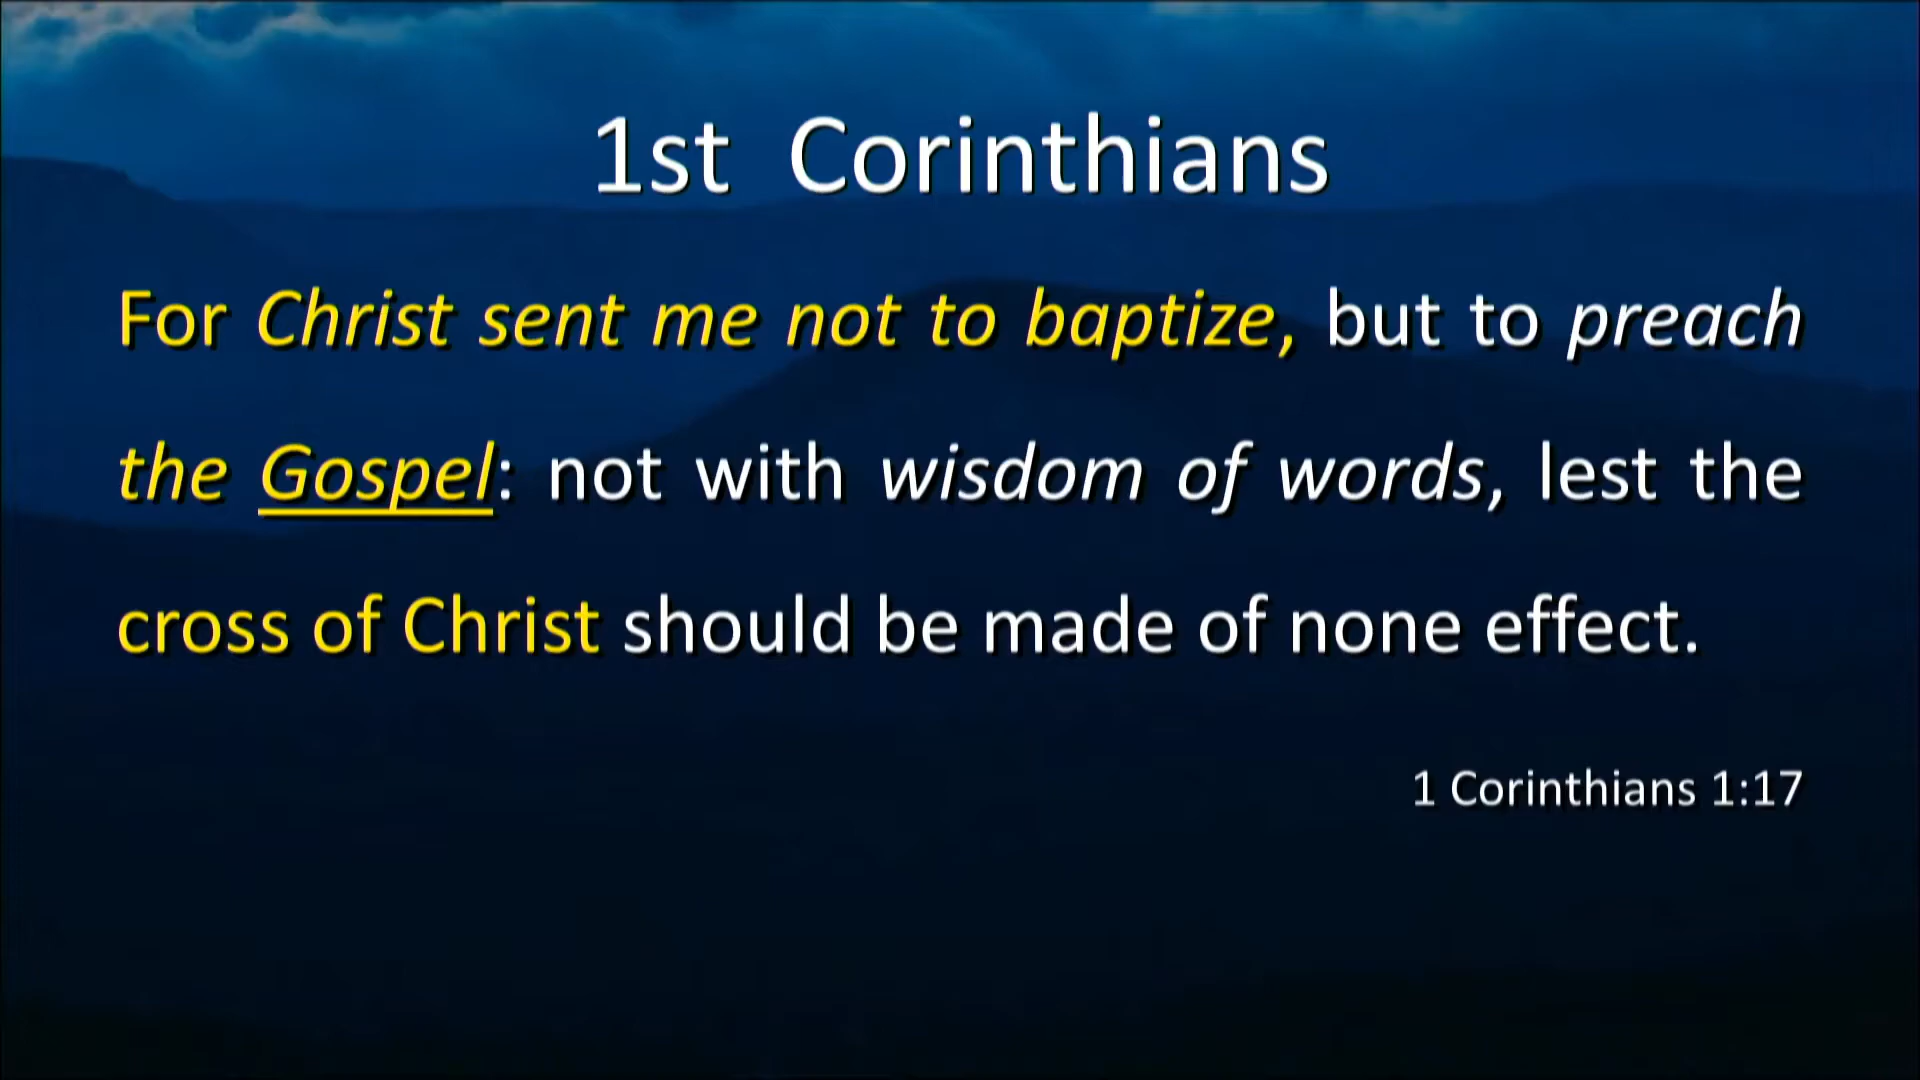 1st Corinthians
For Christ sent me not to baptize, but to preach
the Gospel: not with wisdom of words, lest the
cross of Christ should be made of none effect.
1 Corinthians 1:17